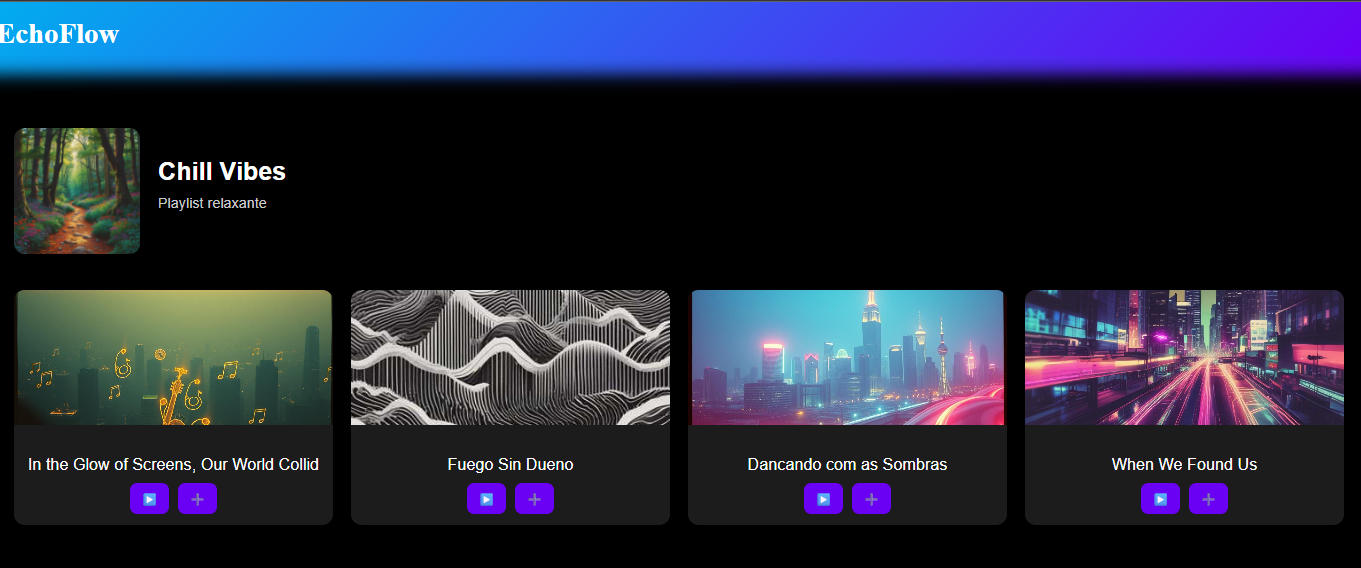 EchoFlow
Chill Vibes
Playlist relaxante
In the Glow of Screens, Our World Collid
Fuego Sin Dueno
Dancando com as Sombras
When We Found Us